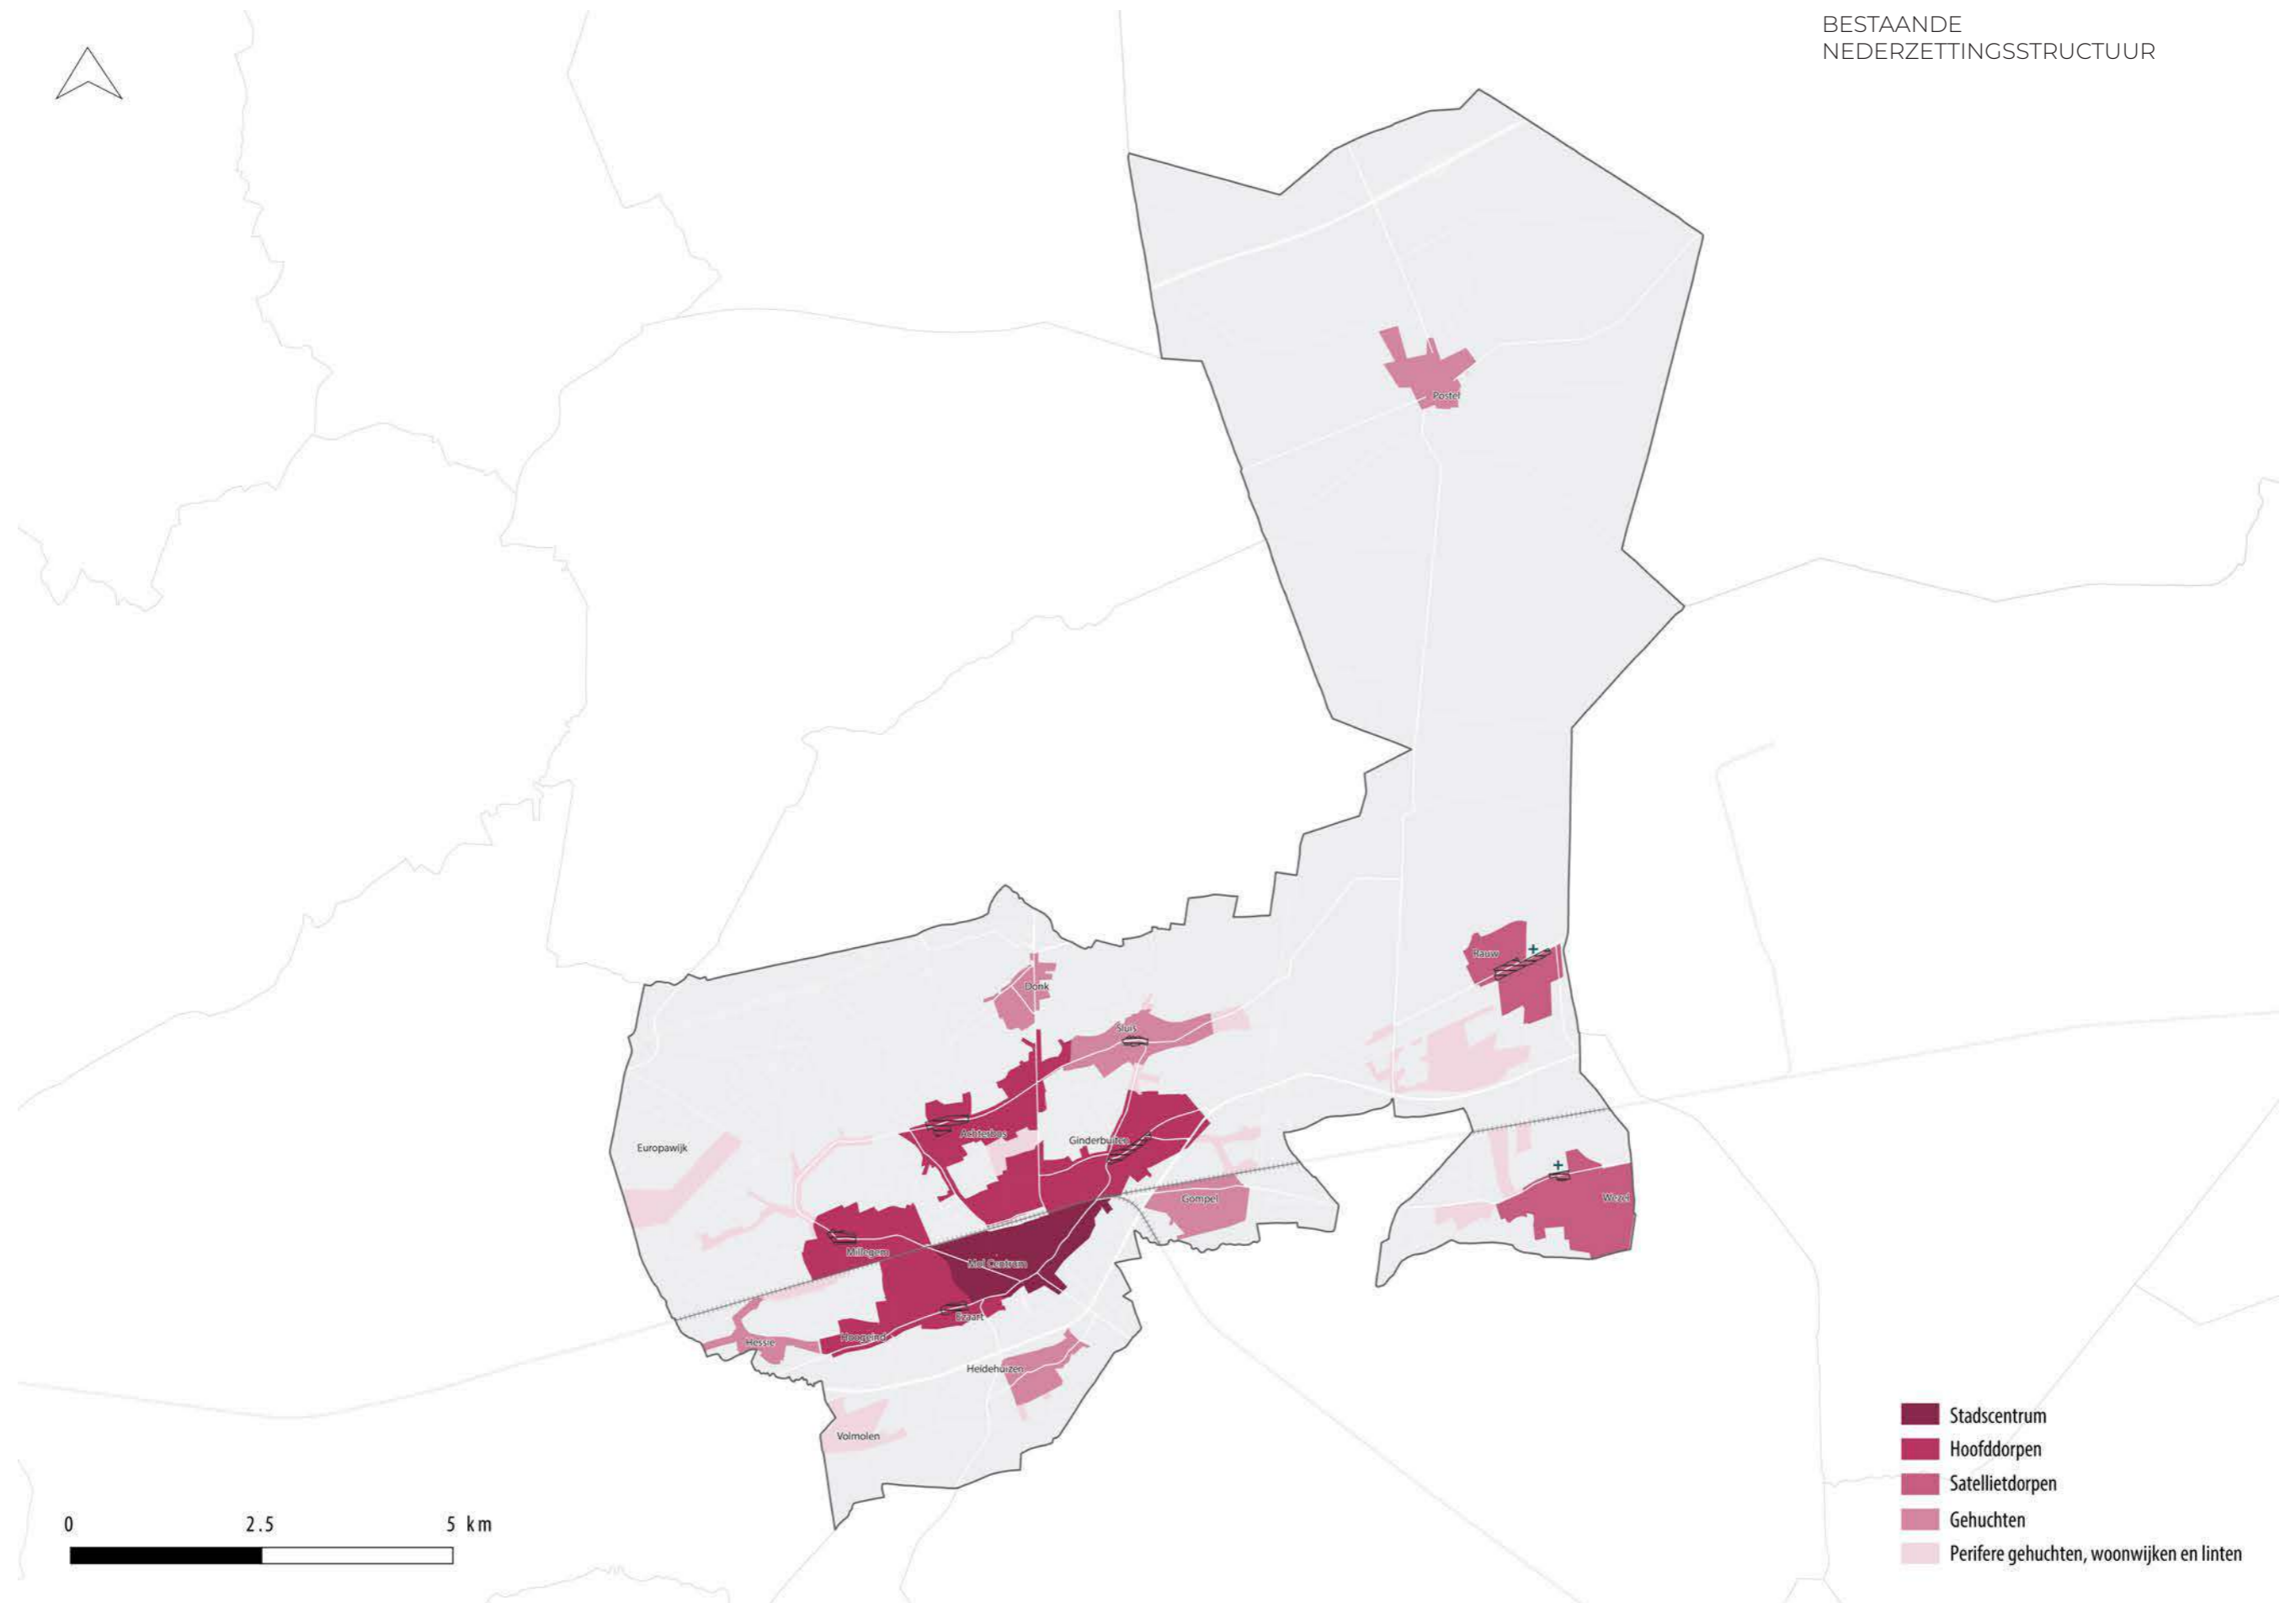 BESTAANDE
NEDERZETTINGSSTRUCTUUR
Postel
Rauw
Donk
Sluis
Achterbos
Ginderbuiten
Europawijk
Gompel
Wezel
Millegem
Mol Centrum
Ezaart
Hessie
Hoogeind
Heidehuizen
Volmolen
Stadscentrum
Hoofddorpen
Satellietdorpen
Gehuchten
Perifere gehuchten, woonwijken en linten
0 2.5 5 km